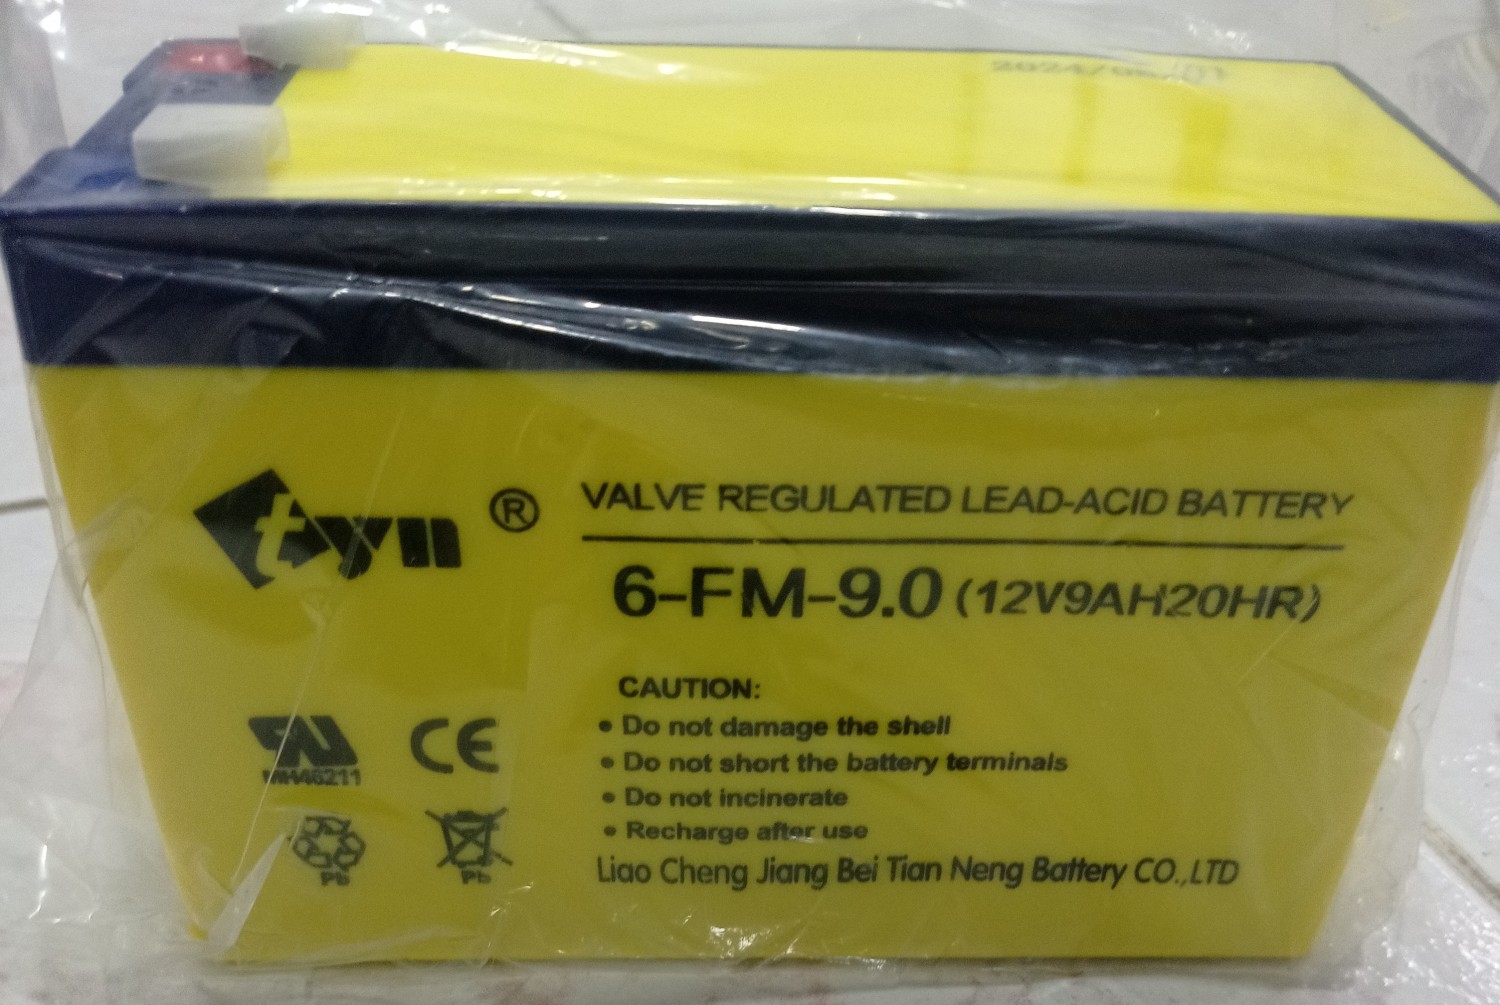 tyn ®
VALVE REGULATED LEAD-ACID BATTERY
6-FM-9.0 (12V9AH20HR)
CAUTION:
• Do not damage the shell
• Do not short the battery terminals
• Do not incinerate
• Recharge after use
Liao Cheng Jiang Bei Tian Neng Battery CO.,LTD
MH46211
CE
Pb
Pb